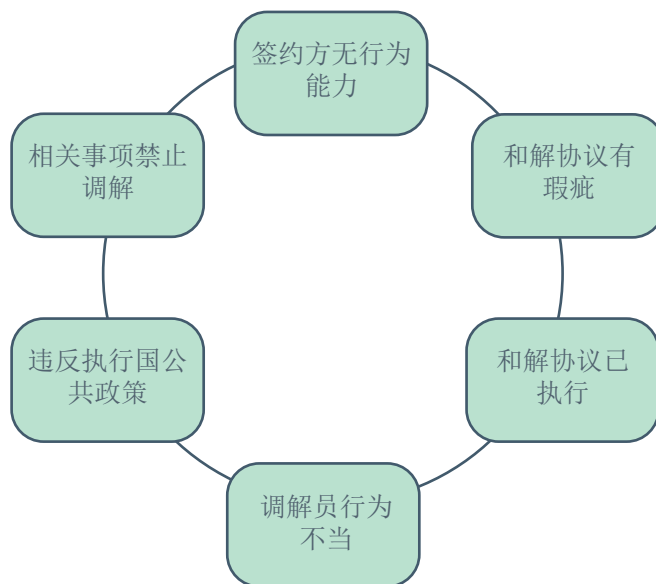 签约方无行为
能力
和解协议有
瑕疵
和解协议已
执行
调解员行为
不当
违反执行国公
共政策
相关事项禁止
调解